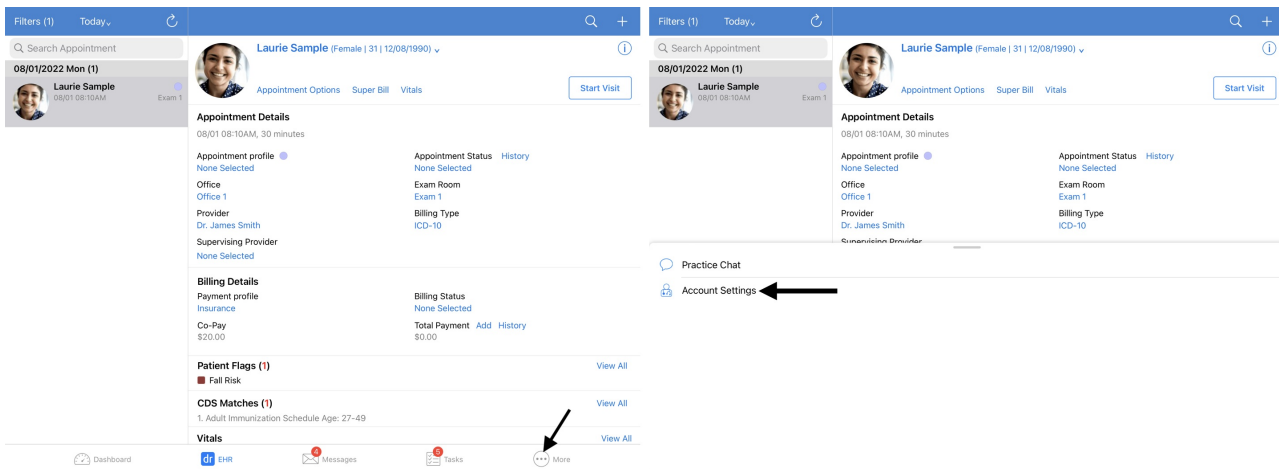 Filters (1) Today
Search Appointment
08/01/2022 Mon (1)
Laurie Sample
08/01 08:10AM Exam 1
Laurie Sample (Female | 31 | 12/08/1990)
Appointment Options Super Bill Vitals Start Visit
Appointment Details
08/01 08:10AM, 30 minutes
Appointment profile Appointment Status History
None Selected None Selected
Office Exam Room
Office 1 Exam 1
Provider Billing Type
Dr. James Smith ICD-10
Supervising Provider
None Selected
Billing Details
Payment profile Billing Status
Insurance None Selected
Co-Pay Total Payment Add History
$20.00 $0.00
Patient Flags (1) View All
Fall Risk
CDS Matches (1) View All
1. Adult Immunization Schedule Age: 27-49
Vitals View All
Dashboard dr EHR 4 Messages 5 Tasks More
Filters (1) Today
Search Appointment
08/01/2022 Mon (1)
Laurie Sample
08/01 08:10AM Exam 1
Laurie Sample (Female | 31 | 12/08/1990)
Appointment Options Super Bill Vitals Start Visit
Appointment Details
08/01 08:10AM, 30 minutes
Appointment profile Appointment Status History
None Selected None Selected
Office Exam Room
Office 1 Exam 1
Provider Billing Type
Dr. James Smith ICD-10
Supervising Provider
Practice Chat
Account Settings